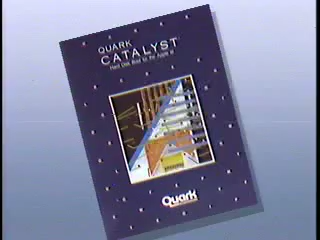 QUARK
CATALYST
Hard Disk Boot for the Apple III
Quark